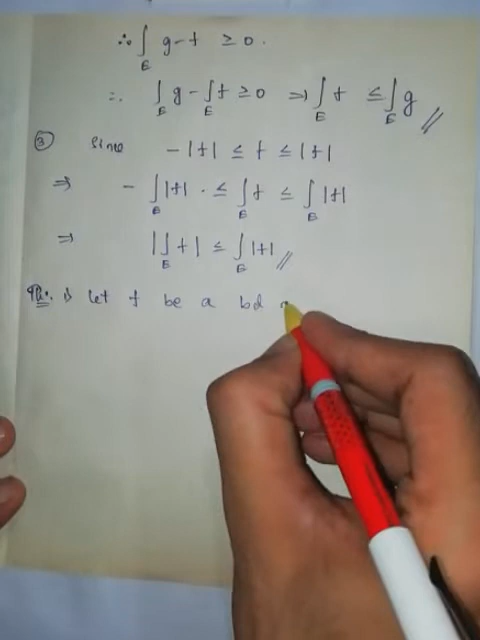 ∴ ∫_E g-f ≥ 0.
∴ ∫_E g - ∫_E f ≥ 0 ⇒ ∫_E f ≤ ∫_E g //
③ Since -|f| ≤ f ≤ |f|
⇒ - ∫_E |f| ≤ ∫_E f ≤ ∫_E |f|
⇒ |∫_E f| ≤ ∫_E |f| //
1) Let f be a bd